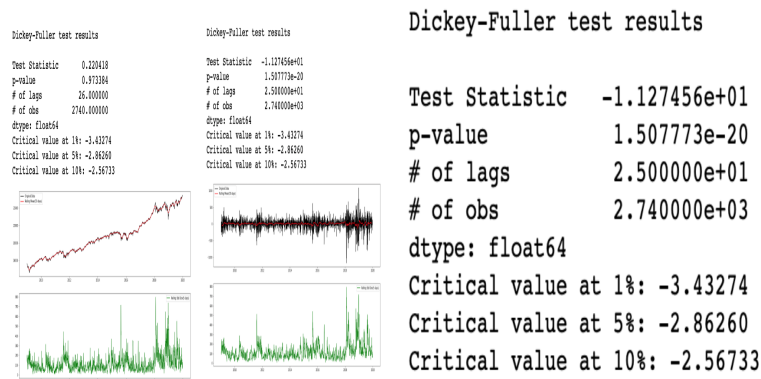 Dickey-Fuller test results
Test Statistic 0.220418
p-value 0.973384
# of lags 26.000000
# of obs 2740.000000
dtype: float64
Critical value at 1%: -3.43274
Critical value at 5%: -2.86260
Critical value at 10%: -2.56733
Dickey-Fuller test results
Test Statistic -1.127456e+01
p-value 1.507773e-20
# of lags 2.500000e+01
# of obs 2.740000e+03
dtype: float64
Critical value at 1%: -3.43274
Critical value at 5%: -2.86260
Critical value at 10%: -2.56733
Dickey-Fuller test results
Test Statistic -1.127456e+01
p-value 1.507773e-20
# of lags 2.500000e+01
# of obs 2.740000e+03
dtype: float64
Critical value at 1%: -3.43274
Critical value at 5%: -2.86260
Critical value at 10%: -2.56733